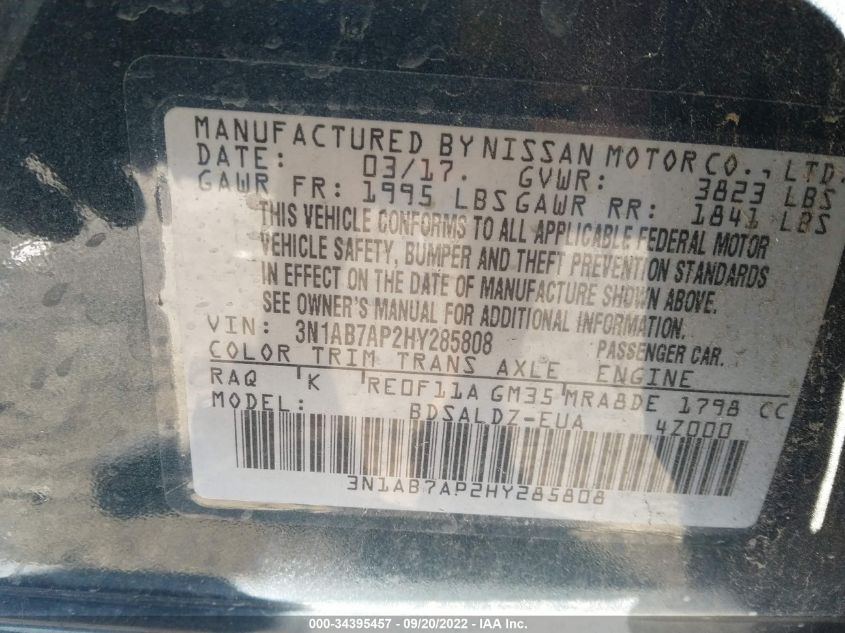 MANUFACTURED BY NISSAN MOTOR CO., LTD.
DATE: 03/17. GVWR: 3823 LBS
GAWR FR: 1995 LBS GAWR RR: 1841 LBS
THIS VEHICLE CONFORMS TO ALL APPLICABLE FEDERAL MOTOR
VEHICLE SAFETY, BUMPER AND THEFT PREVENTION STANDARDS
IN EFFECT ON THE DATE OF MANUFACTURE SHOWN ABOVE.
SEE OWNER'S MANUAL FOR ADDITIONAL INFORMATION.
VIN: 3N1AB7AP2HY285808 PASSENGER CAR.
COLOR TRIM TRANS AXLE ENGINE
RAQ K RE0F11A GM35 MRA8DE 1798 CC
MODEL: BDSALDZ-EUA 4Z000
3N1AB7AP2HY285808
000-34395457 - 09/20/2022 - IAA Inc.